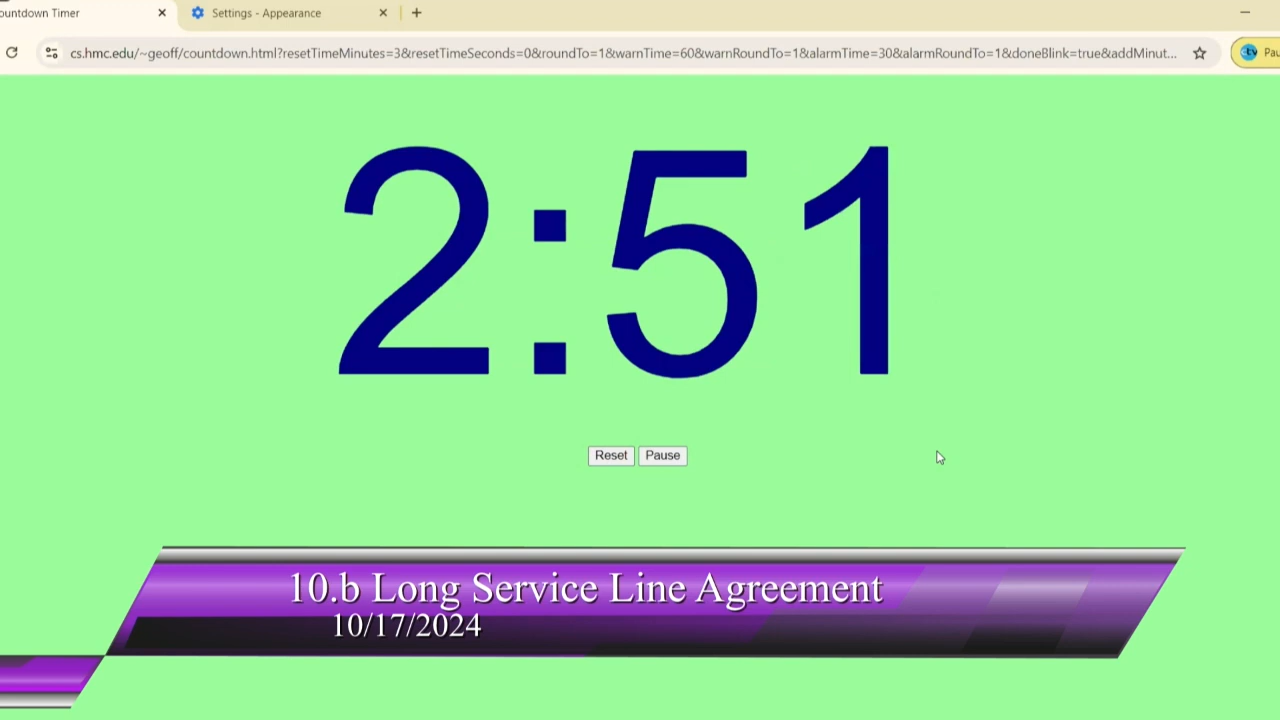 ountdown Timer
Settings - Appearance
cs.hmc.edu/~geoff/countdown.html?resetTimeMinutes=3&resetTimeSeconds=0&roundTo=1&warnTime=60&warnRoundTo=1&alarmTime=30&alarmRoundTo=1&doneBlink=true&addMinut...
tv
Pau
2:51
Reset Pause
10.b Long Service Line Agreement
10/17/2024